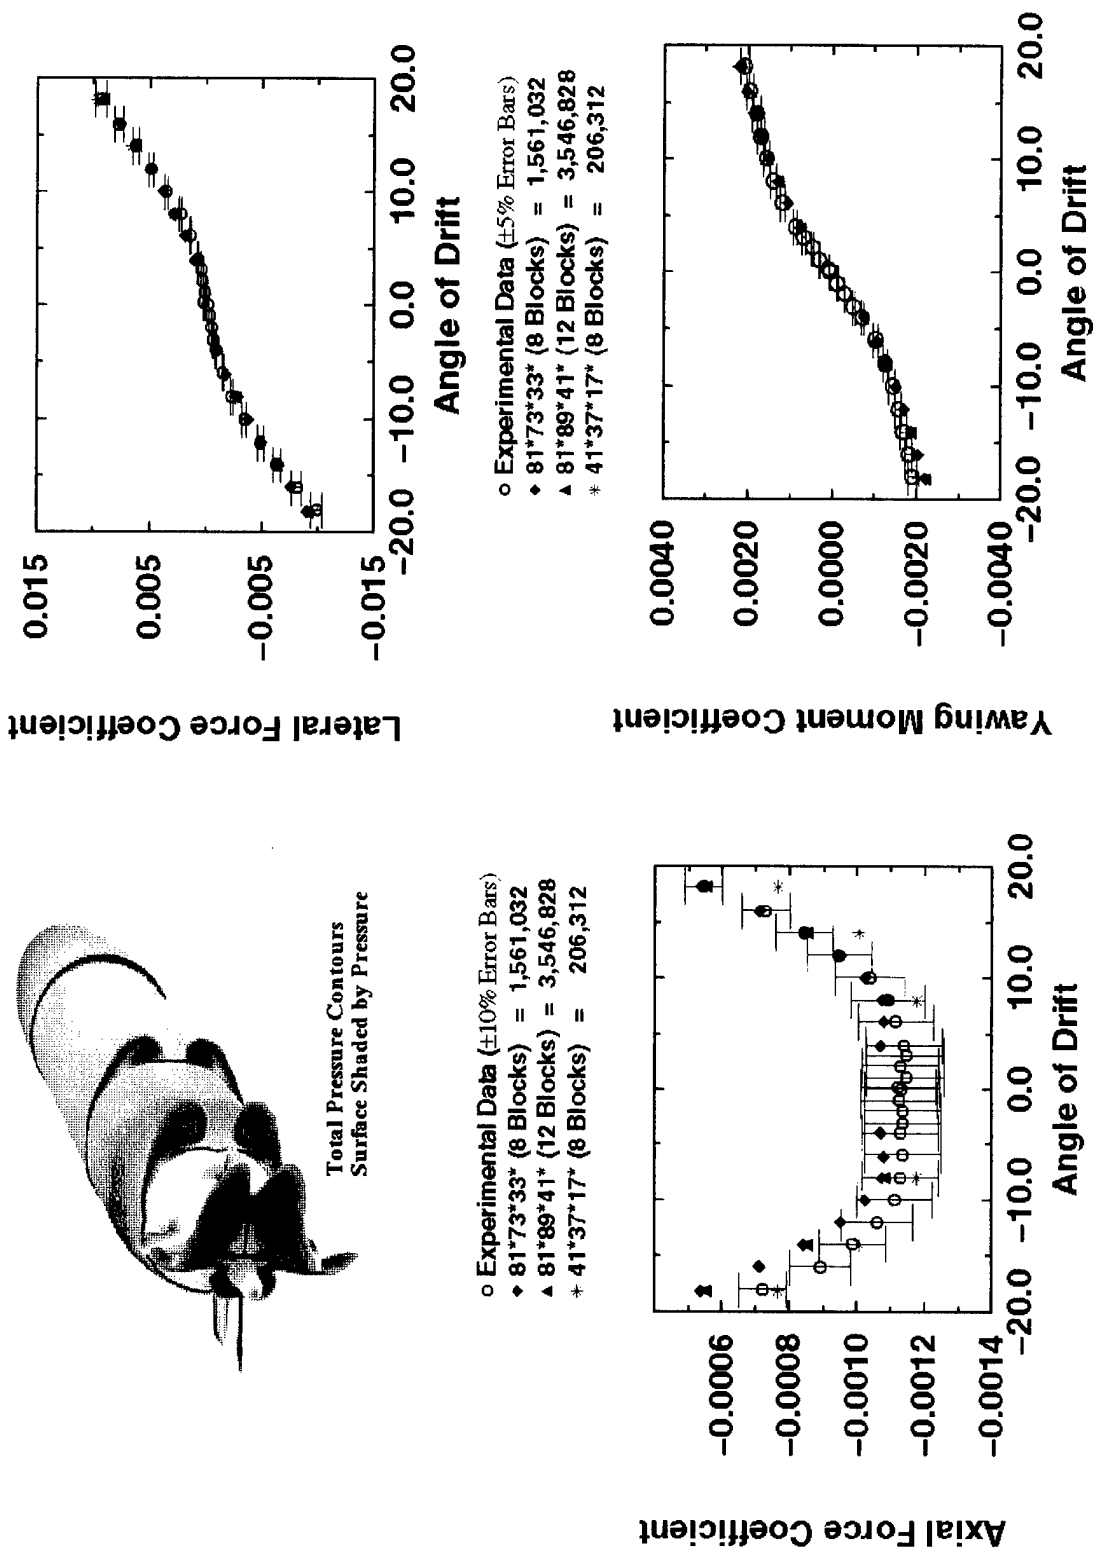 Total Pressure Contours
Surface Shaded by Pressure
Experimental Data (±10% Error Bars)
81*73*33* (8 Blocks) = 1,561,032
81*89*41* (12 Blocks) = 3,546,828
41*37*17* (8 Blocks) = 206,312
Axial Force Coefficient
-0.0006
-0.0008
-0.0010
-0.0012
-0.0014
-20.0 -10.0 0.0 10.0 20.0
Angle of Drift
Lateral Force Coefficient
0.015
0.005
-0.005
-0.015
-20.0 -10.0 0.0 10.0 20.0
Angle of Drift
Experimental Data (±5% Error Bars)
81*73*33* (8 Blocks) = 1,561,032
81*89*41* (12 Blocks) = 3,546,828
41*37*17* (8 Blocks) = 206,312
Yawing Moment Coefficient
0.0040
0.0020
0.0000
-0.0020
-0.0040
-20.0 -10.0 0.0 10.0 20.0
Angle of Drift